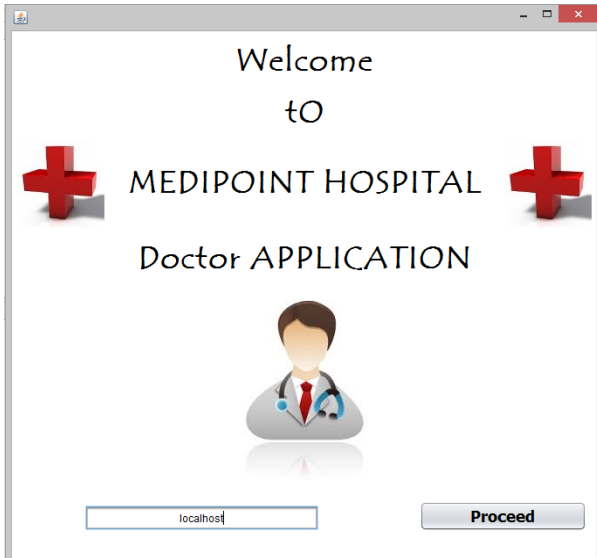 Welcome
tO
MEDIPOINT HOSPITAL
Doctor APPLICATION
localhost
Proceed